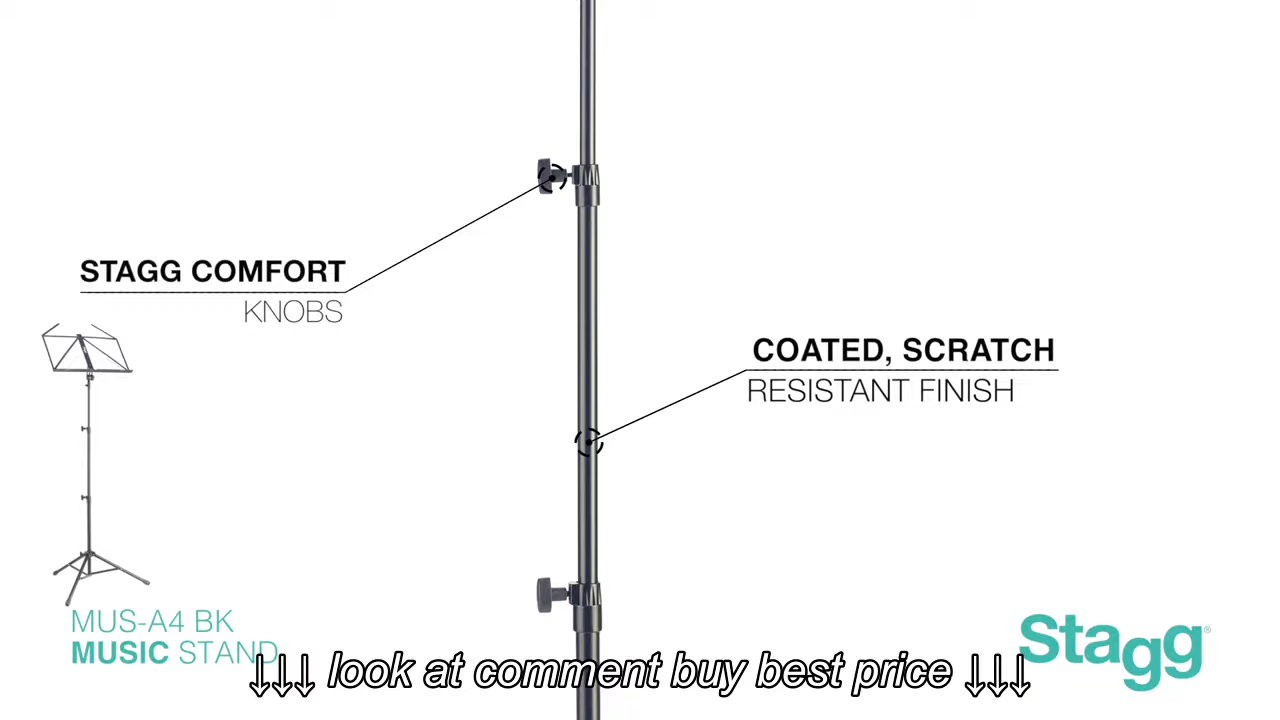 STAGG COMFORT
KNOBS
COATED, SCRATCH
RESISTANT FINISH
MUS-A4 BK
MUSIC STAND
Stagg®
↓↓↓ look at comment buy best price ↓↓↓